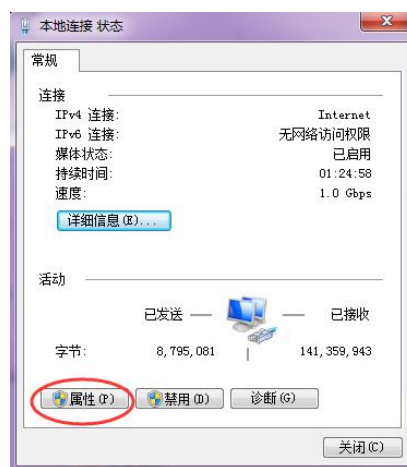 本地连接 状态
常规
连接
IPv4 连接: Internet
IPv6 连接: 无网络访问权限
媒体状态: 已启用
持续时间: 01:24:58
速度: 1.0 Gbps
详细信息(E)...
活动
已发送 — — 已接收
字节: 8,795,081 | 141,359,943
属性(P) 禁用(D) 诊断(G)
关闭(C)